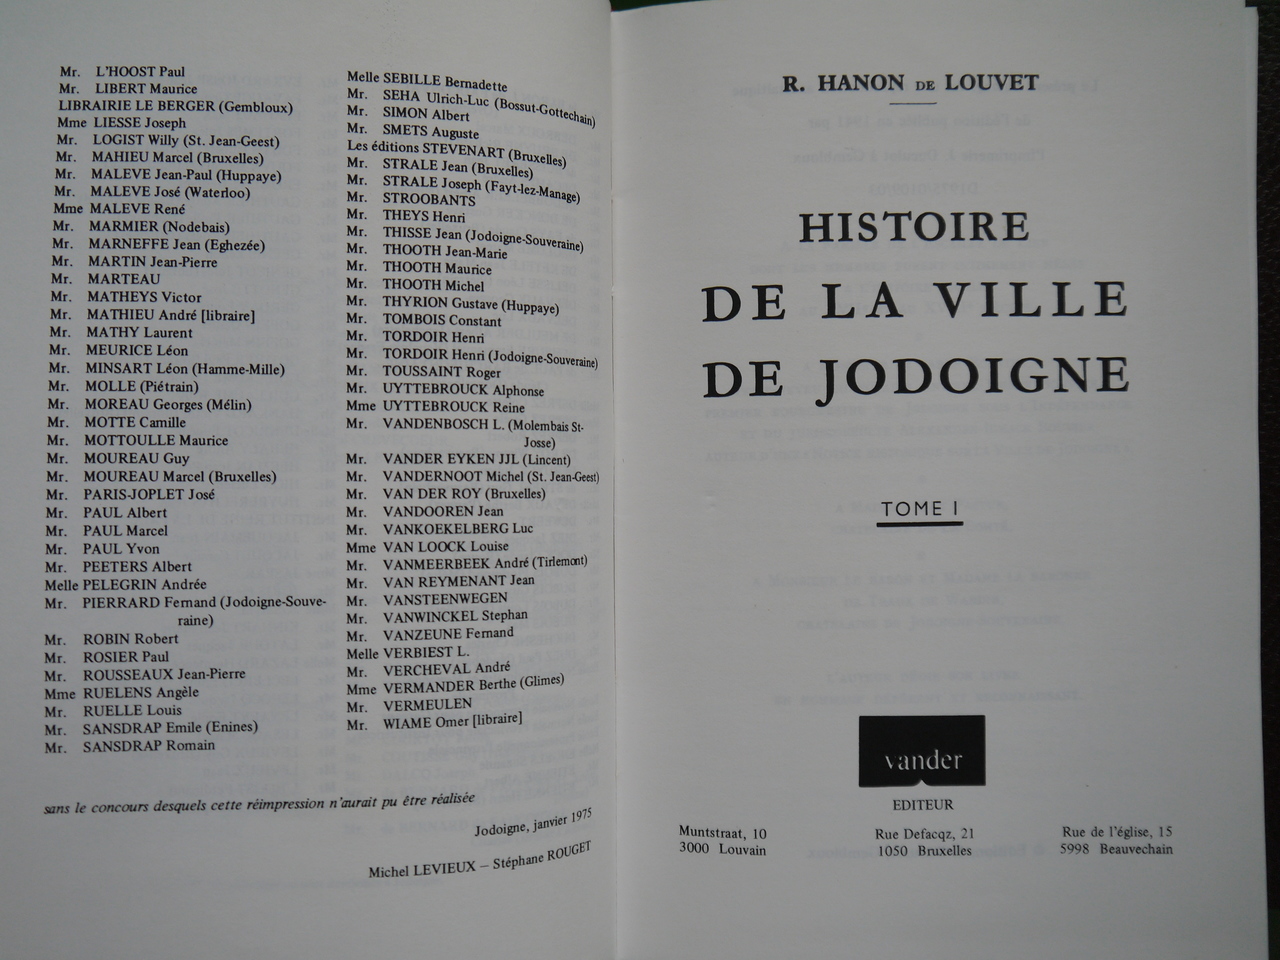 Mr. L'HOOST Paul
Mr. LIBERT Maurice
LIBRAIRIE LE BERGER (Gembloux)
Mme LIESSE Joseph
Mr. LOGIST Willy (St. Jean-Geest)
Mr. MAHIEU Marcel (Bruxelles)
Mr. MALEVE Jean-Paul (Huppaye)
Mr. MALEVE José (Waterloo)
Mme MALEVE René
Mr. MARMIER (Nodebais)
Mr. MARNEFFE Jean (Eghezée)
Mr. MARTIN Jean-Pierre
Mr. MARTEAU
Mr. MATHEYS Victor
Mr. MATHIEU André [libraire]
Mr. MATHY Laurent
Mr. MEURICE Léon
Mr. MINSART Léon (Hamme-Mille)
Mr. MOLLE (Piétrain)
Mr. MOREAU Georges (Mélin)
Mr. MOTTE Camille
Mr. MOTTOULLE Maurice
Mr. MOUREAU Guy
Mr. MOUREAU Marcel (Bruxelles)
Mr. PARIS-JOPLET José
Mr. PAUL Albert
Mr. PAUL Marcel
Mr. PAUL Yvon
Mr. PEETERS Albert
Melle PELEGRIN Andrée
Mr. PIERRARD Fernand (Jodoigne-Souve-
raine)
Mr. ROBIN Robert
Mr. ROSIER Paul
Mr. ROUSSEAUX Jean-Pierre
Mme RUELENS Angèle
Mr. RUELLE Louis
Mr. SANSDRAP Emile (Enines)
Mr. SANSDRAP Romain
Melle SEBILLE Bernadette
Mr. SEHA Ulrich-Luc (Bossut-Gottechain)
Mr. SIMON Albert
Mr. SMETS Auguste
Les éditions STEVENART (Bruxelles)
Mr. STRALE Jean (Bruxelles)
Mr. STRALE Joseph (Fayt-lez-Manage)
Mr. STROOBANTS
Mr. THEYS Henri
Mr. THISSE Jean (Jodoigne-Souveraine)
Mr. THOOTH Jean-Marie
Mr. THOOTH Maurice
Mr. THOOTH Michel
Mr. THYRION Gustave (Huppaye)
Mr. TOMBOIS Constant
Mr. TORDOIR Henri
Mr. TORDOIR Henri (Jodoigne-Souveraine)
Mr. TOUSSAINT Roger
Mr. UYTTEBROUCK Alphonse
Mme UYTTEBROUCK Reine
Mr. VANDENBOSCH L. (Molembais St-
Josse)
Mr. VANDER EYKEN JJL (Lincent)
Mr. VANDERNOOT Michel (St. Jean-Geest)
Mr. VAN DER ROY (Bruxelles)
Mr. VANDOOREN Jean
Mr. VANKOEKELBERG Luc
Mme VAN LOOCK Louise
Mr. VANMEERBEEK André (Tirlemont)
Mr. VAN REYMENANT Jean
Mr. VANSTEENWEGEN
Mr. VANWINCKEL Stephan
Mr. VANZEUNE Fernand
Melle VERBIEST L.
Mr. VERCHEVAL André
Mme VERMANDER Berthe (Glimes)
Mr. VERMEULEN
Mr. WIAME Omer [libraire]
sans le concours desquels cette réimpression n'aurait pu être réalisée
Jodoigne, janvier 1975
Michel LEVIEUX – Stéphane ROUGET
R. HANON DE LOUVET
HISTOIRE
DE LA VILLE
DE JODOIGNE
TOME I
vander
EDITEUR
Muntstraat, 10
3000 Louvain
Rue Defacqz, 21
1050 Bruxelles
Rue de l'église, 15
5998 Beauvechain